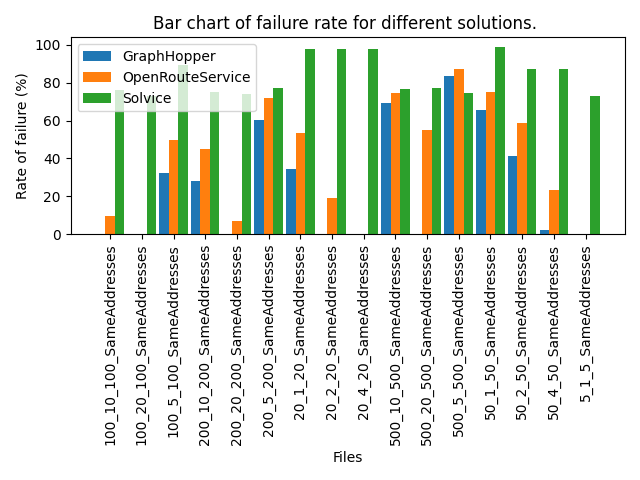 Bar chart of failure rate for different solutions.
GraphHopper
OpenRouteService
Solvice
Rate of failure (%)
100
80
60
40
20
0
100_10_100_SameAddresses
100_20_100_SameAddresses
100_5_100_SameAddresses
200_10_200_SameAddresses
200_20_200_SameAddresses
200_5_200_SameAddresses
20_1_20_SameAddresses
20_2_20_SameAddresses
20_4_20_SameAddresses
500_10_500_SameAddresses
500_20_500_SameAddresses
500_5_500_SameAddresses
50_1_50_SameAddresses
50_2_50_SameAddresses
50_4_50_SameAddresses
5_1_5_SameAddresses
Files